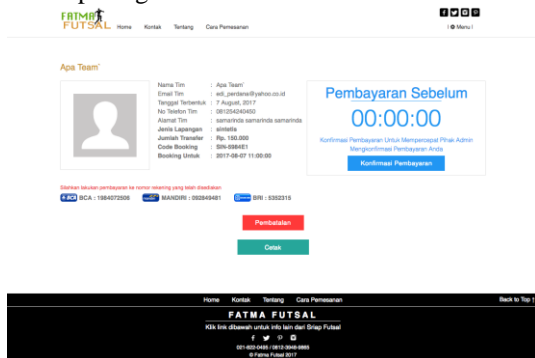 FATMA
FUTSAL
Home Kontak Tentang Cara Pemesanan
Menu
Apa Team'
Nama Tim : Apa Team'
Email Tim : edi_perdana@yahoo.co.id
Tanggal Terbentuk : 7 August, 2017
No Telefon Tim : 081254240450
Alamat Tim : samarinda samarinda samarinda
Jenis Lapangan : sintetis
Jumlah Transfer : Rp. 150.000
Code Booking : SIN-5984E1
Booking Untuk : 2017-08-07 11:00:00
Pembayaran Sebelum
00:00:00
Konfirmasi Pembayaran Untuk Mempercepat Pihak Admin
Mengkonfirmasi Pembayaran Anda
Konfirmasi Pembayaran
Silahkan lakukan pembayaran ke nomor rekening yang telah disediakan
BCA BCA : 1984072506 MANDIRI : 092849481 BRI : 5352315
Pembatalan
Cetak
Home Kontak Tentang Cara Pemesanan
Back to Top ↑
FATMA FUTSAL
Klik link dibawah untuk info lain dari Sriap Futsal
© Fatma Futsal 2017